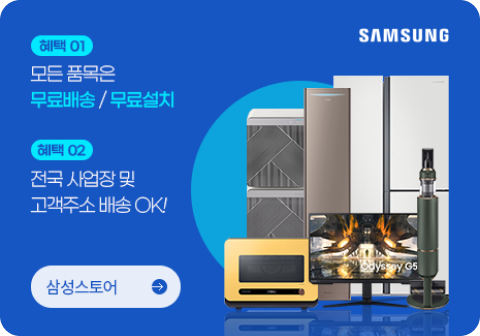 SAMSUNG
혜택 01
모든 품목은
무료배송 / 무료설치
혜택 02
전국 사업장 및
고객주소 배송 OK!
Odyssey G5
삼성스토어